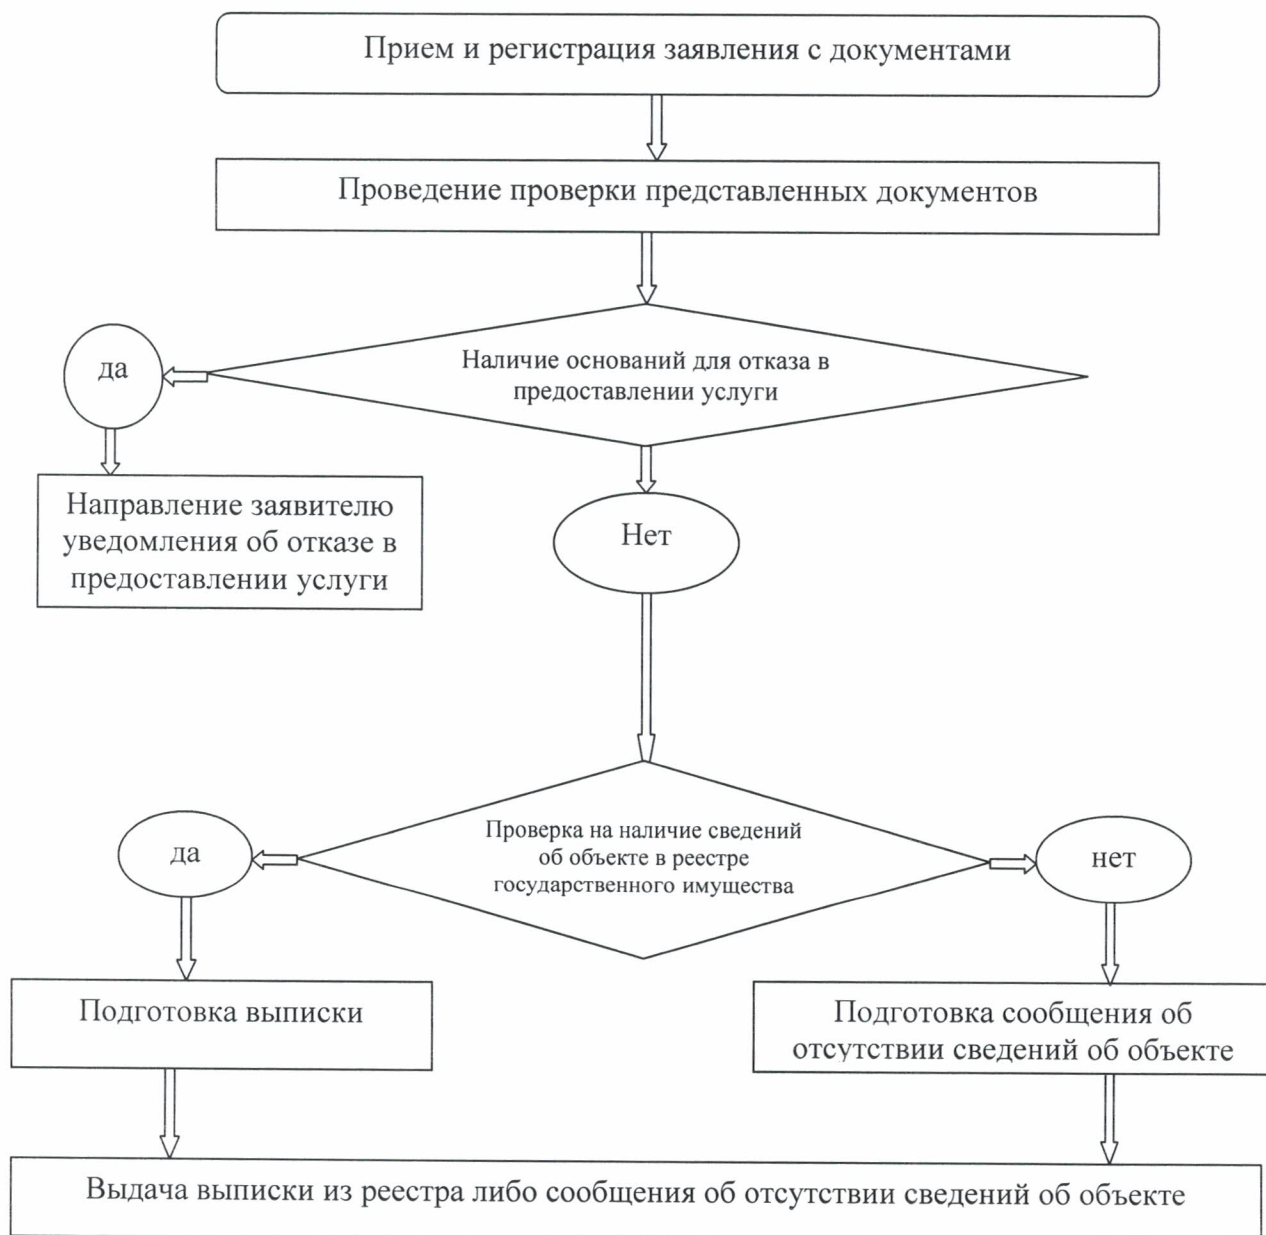 Прием и регистрация заявления с документами
Проведение проверки представленных документов
Наличие оснований для отказа в
предоставлении услуги
да
Направление заявителю
уведомления об отказе в
предоставлении услуги
Нет
Проверка на наличие сведений
об объекте в реестре
государственного имущества
да
нет
Подготовка выписки
Подготовка сообщения об
отсутствии сведений об объекте
Выдача выписки из реестра либо сообщения об отсутствии сведений об объекте